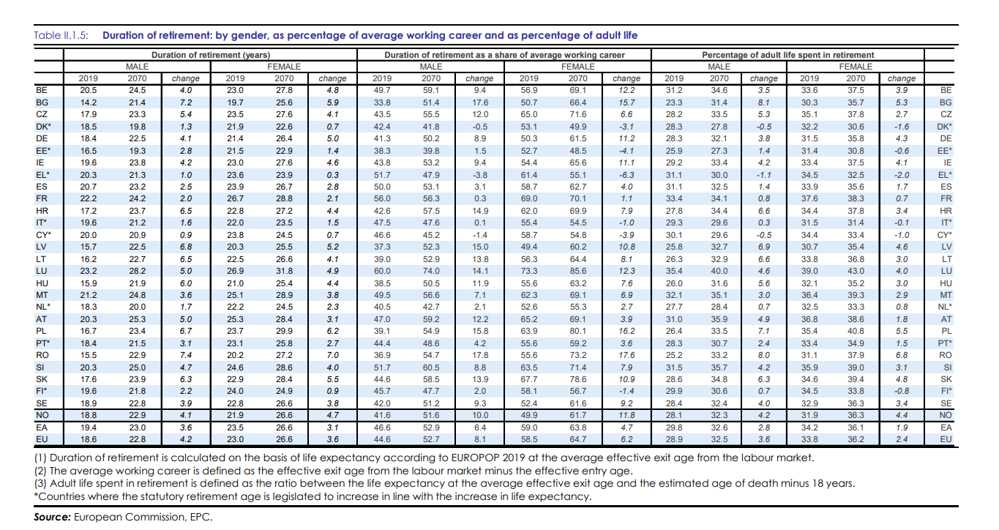 Table II.1.5: Duration of retirement: by gender, as percentage of average working career and as percentage of adult life
Duration of retirement (years) Duration of retirement as a share of average working career Percentage of adult life spent in retirement
MALE FEMALE MALE FEMALE MALE FEMALE
2019 2070 change 2019 2070 change 2019 2070 change 2019 2070 change 2019 2070 change 2019 2070 change
BE 20.5 24.5 4.0 23.0 27.8 4.8 49.7 59.1 9.4 56.9 69.1 12.2 31.2 34.6 3.5 33.6 37.5 3.9 BE
BG 14.2 21.4 7.2 19.7 25.6 5.9 33.8 51.4 17.6 50.7 66.4 15.7 23.3 31.4 8.1 30.3 35.7 5.3 BG
CZ 17.9 23.3 5.4 23.5 27.6 4.1 43.5 55.5 12.0 65.0 71.6 6.6 28.2 33.5 5.3 35.1 37.8 2.7 CZ
DK* 18.5 19.8 1.3 21.9 22.6 0.7 42.4 41.8 -0.5 53.1 49.9 -3.1 28.3 27.8 -0.5 32.2 30.6 -1.6 DK*
DE 18.4 22.5 4.1 21.4 26.4 5.0 41.3 50.2 8.9 50.3 61.5 11.2 28.3 32.1 3.8 31.5 35.8 4.3 DE
EE* 16.5 19.3 2.8 21.5 22.9 1.4 38.3 39.8 1.5 52.7 48.5 -4.1 25.9 27.3 1.4 31.4 30.8 -0.6 EE*
IE 19.6 23.8 4.2 23.0 27.6 4.6 43.8 53.2 9.4 54.4 65.6 11.1 29.2 33.4 4.2 33.4 37.5 4.1 IE
EL* 20.3 21.3 1.0 23.6 23.9 0.3 51.7 47.9 -3.8 61.4 55.1 -6.3 31.1 30.0 -1.1 34.5 32.5 -2.0 EL*
ES 20.7 23.2 2.5 23.9 26.7 2.8 50.0 53.1 3.1 58.7 62.7 4.0 31.1 32.5 1.4 33.9 35.6 1.7 ES
FR 22.2 24.2 2.0 26.7 28.8 2.1 56.0 56.3 0.3 69.0 70.1 1.1 33.4 34.1 0.8 37.6 38.3 0.7 FR
HR 17.2 23.7 6.5 22.8 27.2 4.4 42.6 57.5 14.9 62.0 69.9 7.9 27.8 34.4 6.6 34.4 37.8 3.4 HR
IT* 19.6 21.2 1.6 22.0 23.5 1.5 47.5 47.6 0.1 55.4 54.5 -1.0 29.3 29.6 0.3 31.5 31.4 -0.1 IT*
CY* 20.0 20.9 0.9 23.8 24.5 0.7 46.6 45.2 -1.4 58.7 54.8 -3.9 30.1 29.6 -0.5 34.4 33.4 -1.0 CY*
LV 15.7 22.5 6.8 20.3 25.5 5.2 37.3 52.3 15.0 49.4 60.2 10.8 25.8 32.7 6.9 30.7 35.4 4.6 LV
LT 16.2 22.7 6.5 22.5 26.6 4.1 39.0 52.9 13.8 56.3 64.4 8.1 26.3 32.9 6.6 33.8 36.8 3.0 LT
LU 23.2 28.2 5.0 26.9 31.8 4.9 60.0 74.0 14.1 73.3 85.6 12.3 35.4 40.0 4.6 39.0 43.0 4.0 LU
HU 15.9 21.9 6.0 21.0 25.4 4.4 38.5 50.5 11.9 55.6 63.2 7.6 26.0 31.6 5.6 32.1 35.2 3.0 HU
MT 21.2 24.8 3.6 25.1 28.9 3.8 49.5 56.6 7.1 62.3 69.1 6.9 32.1 35.1 3.0 36.4 39.3 2.9 MT
NL* 18.3 20.0 1.7 22.2 24.5 2.3 40.5 42.7 2.1 52.6 55.3 2.7 27.7 28.4 0.7 32.5 33.3 0.8 NL*
AT 20.3 25.3 5.0 25.3 28.4 3.1 47.0 59.2 12.2 65.2 69.1 3.9 31.0 35.9 4.9 36.8 38.6 1.8 AT
PL 16.7 23.4 6.7 23.7 29.9 6.2 39.1 54.9 15.8 63.9 80.1 16.2 26.4 33.5 7.1 35.4 40.8 5.5 PL
PT* 18.4 21.5 3.1 23.1 25.8 2.7 44.4 48.6 4.2 55.6 59.2 3.6 28.3 30.7 2.4 33.4 34.9 1.5 PT*
RO 15.5 22.9 7.4 20.2 27.2 7.0 36.9 54.7 17.8 55.6 73.2 17.6 25.2 33.2 8.0 31.1 37.9 6.8 RO
SI 20.3 25.0 4.7 24.6 28.6 4.0 51.7 60.5 8.8 63.5 71.4 7.9 31.5 35.7 4.2 35.9 39.0 3.1 SI
SK 17.6 23.9 6.3 22.9 28.4 5.5 44.6 58.5 13.9 67.7 78.6 10.9 28.6 34.8 6.3 34.6 39.4 4.8 SK
FI* 19.6 21.8 2.2 24.0 24.9 0.9 45.7 47.7 2.0 58.1 56.7 -1.4 29.9 30.6 0.7 34.5 33.8 -0.8 FI*
SE 18.9 22.8 3.9 22.8 26.6 3.8 42.0 51.2 9.3 52.4 61.6 9.2 28.4 32.4 4.0 32.9 36.3 3.4 SE
NO 18.8 22.9 4.1 21.9 26.6 4.7 41.6 51.6 10.0 49.9 61.7 11.8 28.1 32.3 4.2 31.9 36.3 4.4 NO
EA 19.4 23.0 3.6 23.5 26.6 3.1 46.6 52.9 6.4 59.0 63.8 4.7 29.8 32.6 2.8 34.2 36.1 1.9 EA
EU 18.6 22.8 4.2 23.0 26.6 3.6 44.6 52.7 8.1 58.5 64.7 6.2 28.9 32.5 3.6 33.8 36.2 2.4 EU
(1) Duration of retirement is calculated on the basis of life expectancy according to EUROPOP 2019 at the average effective exit age from the labour market.
(2) The average working career is defined as the effective exit age from the labour market minus the effective entry age.
(3) Adult life spent in retirement is defined as the ratio between the life expectancy at the average effective exit age and the estimated age of death minus 18 years.
*Countries where the statutory retirement age is legislated to increase in line with the increase in life expectancy.
Source: European Commission, EPC.